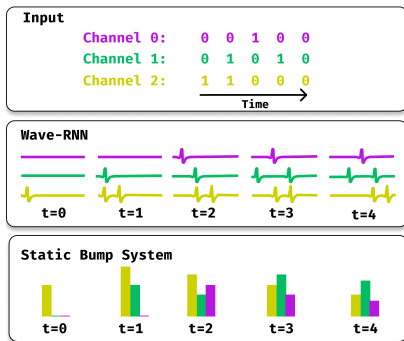 Input
Channel 0: 0 0 1 0 0
Channel 1: 0 1 0 1 0
Channel 2: 1 1 0 0 0
Time
Wave-RNN
t=0 t=1 t=2 t=3 t=4
Static Bump System
t=0 t=1 t=2 t=3 t=4